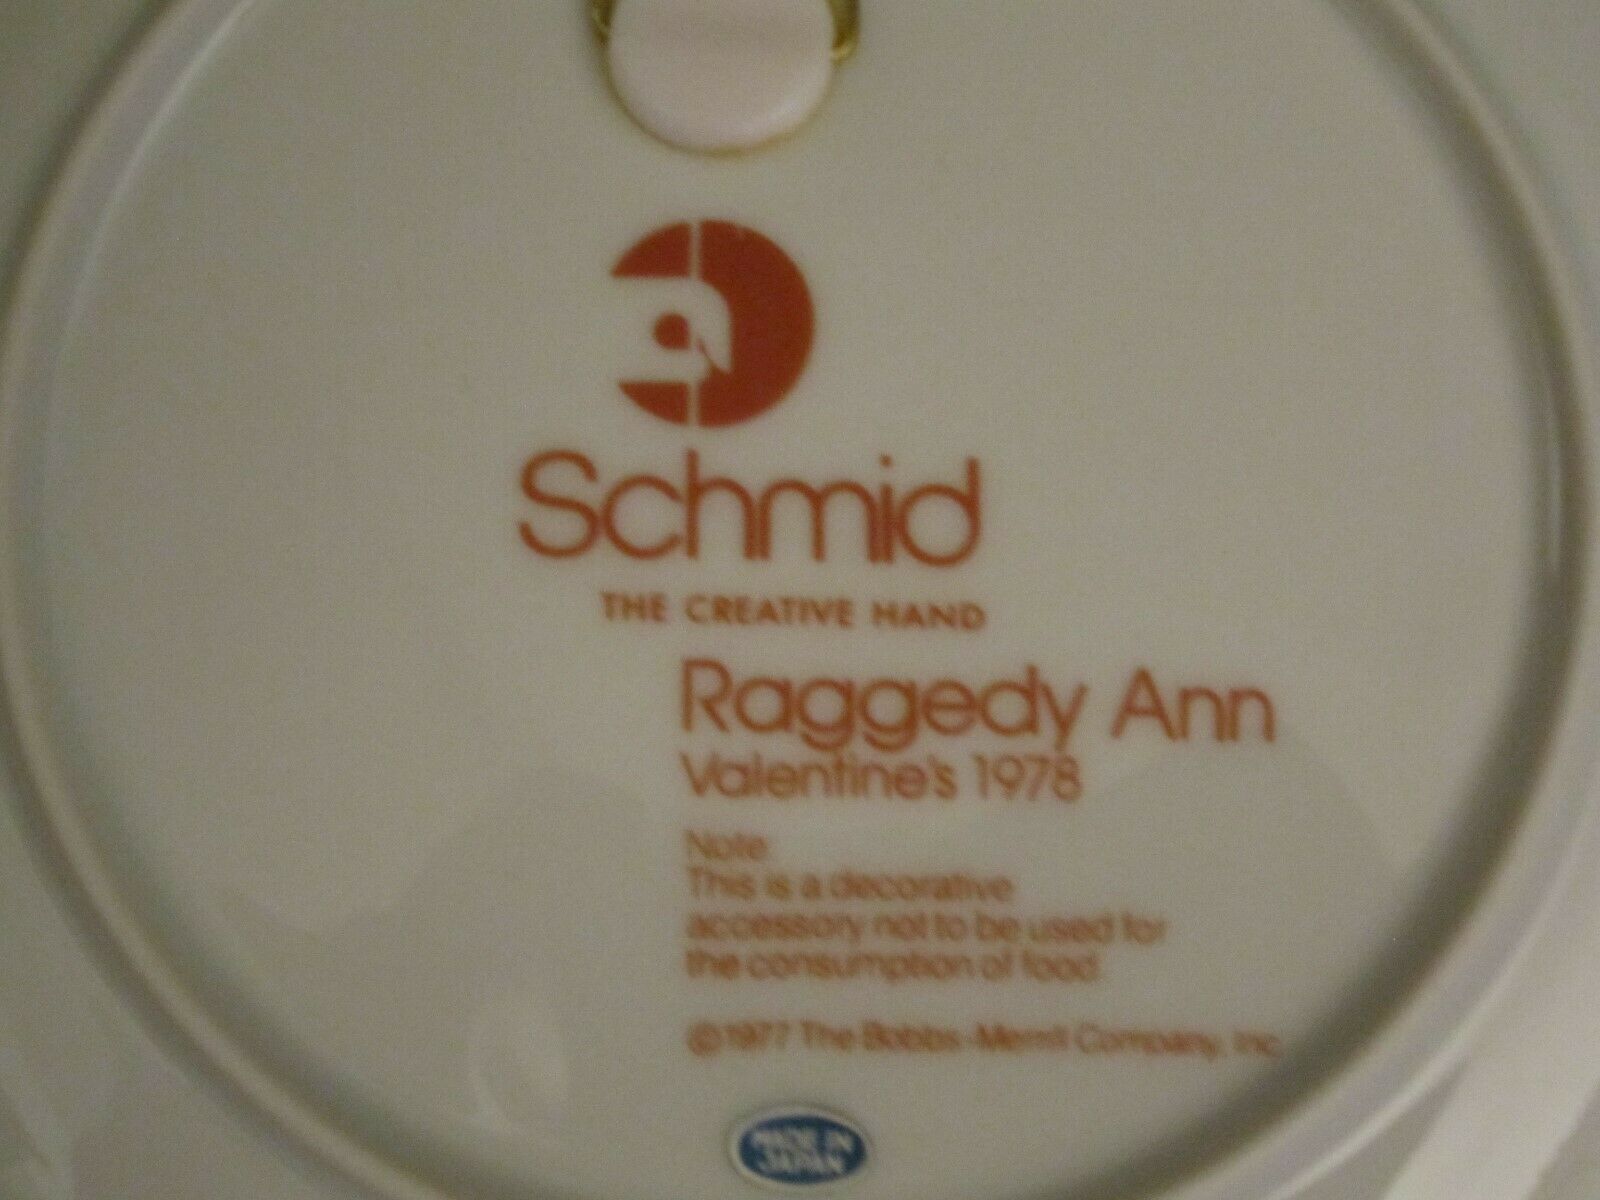 Schmid
THE CREATIVE HAND
Raggedy Ann
Valentine's 1978
Note
This is a decorative
accessory not to be used for
the consumption of food
©1977 The Bobbs-Merrill Company, Inc
MADE IN
JAPAN